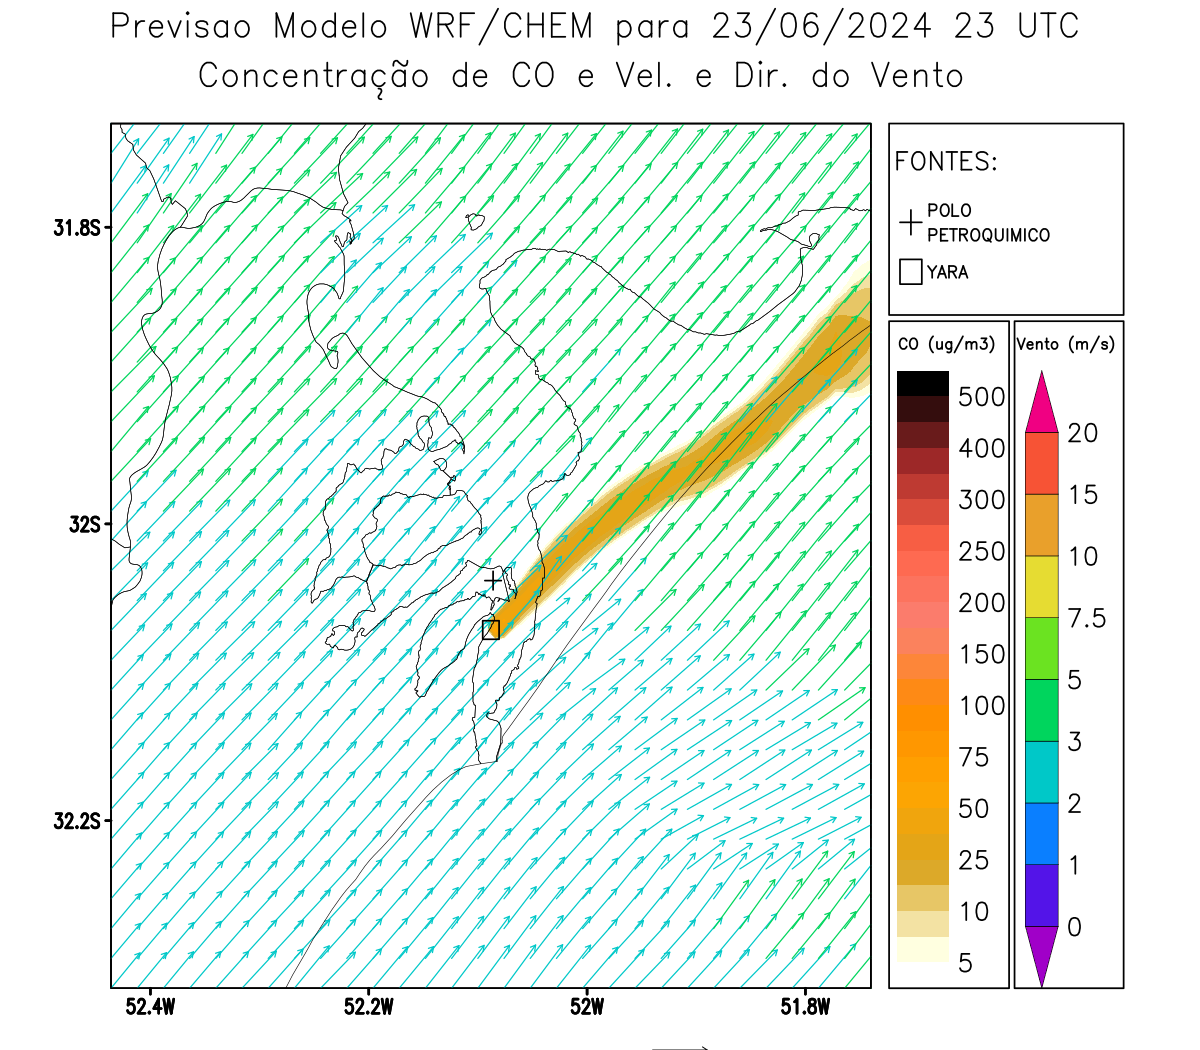 Previsao Modelo WRF/CHEM para 23/06/2024 23 UTC
Concentração de CO e Vel. e Dir. do Vento
FONTES:
POLO
PETROQUIMICO
YARA
CO (ug/m3)
500
400
300
250
200
150
100
75
50
25
10
5
Vento (m/s)
20
15
10
7.5
5
3
2
1
0
31.8S
32S
32.2S
52.4W
52.2W
52W
51.8W